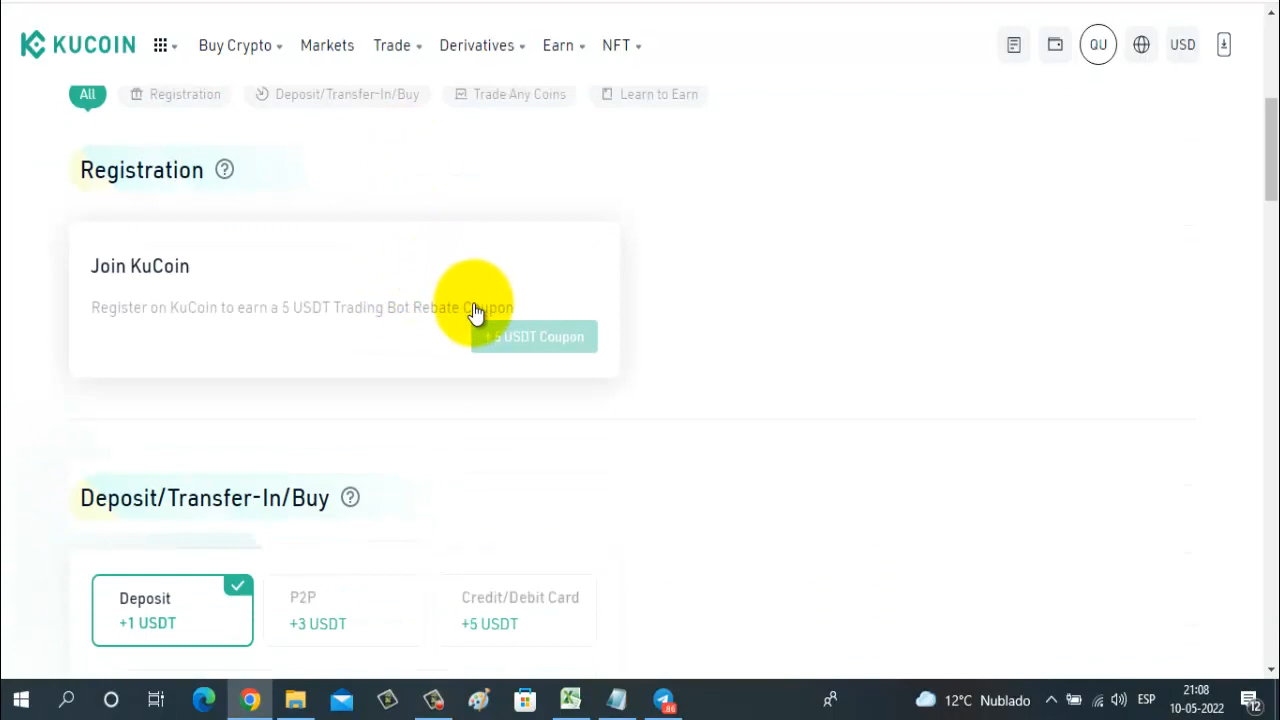 KUCOIN Buy Crypto Markets Trade Derivatives Earn NFT QU USD
All Registration Deposit/Transfer-In/Buy Trade Any Coins Learn to Earn
Registration ?
Join KuCoin
Register on KuCoin to earn a 5 USDT Trading Bot Rebate Coupon
+ 5 USDT Coupon
Deposit/Transfer-In/Buy ?
Deposit P2P Credit/Debit Card
+1 USDT +3 USDT +5 USDT
12°C Nublado ESP 21:08
10-05-2022 12